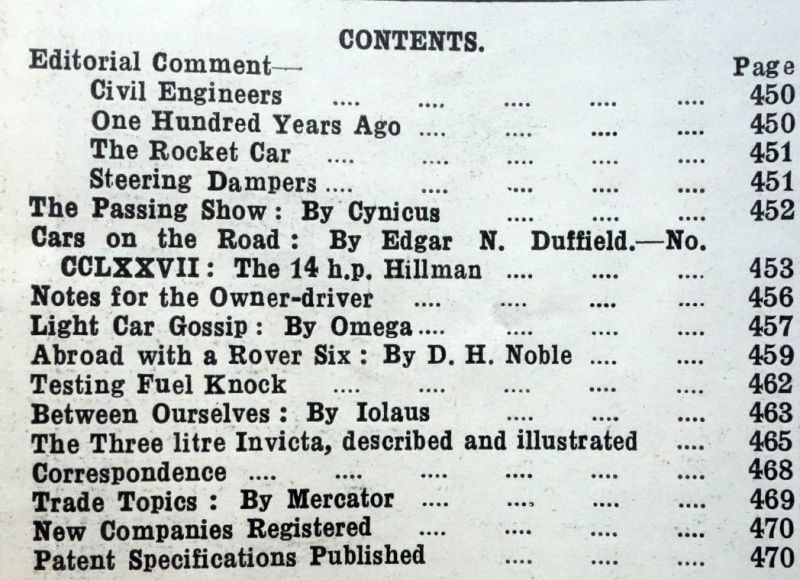 CONTENTS.
Editorial Comment— Page
Civil Engineers .... .... .... .... .... 450
One Hundred Years Ago .... .... .... .... 450
The Rocket Car .... .... .... .... .... 451
Steering Dampers .... .... .... .... .... 451
The Passing Show: By Cynicus .... .... .... 452
Cars on the Road: By Edgar N. Duffield.—No.
CCLXXVII: The 14 h.p. Hillman .... .... .... 453
Notes for the Owner-driver .... .... .... .... 456
Light Car Gossip: By Omega .... .... .... .... 457
Abroad with a Rover Six: By D. H. Noble .... .... 459
Testing Fuel Knock .... .... .... .... .... 462
Between Ourselves: By Iolaus .... .... .... 463
The Three litre Invicta, described and illustrated .... 465
Correspondence .... .... .... .... .... .... 468
Trade Topics: By Mercator .... .... .... .... 469
New Companies Registered .... .... .... .... 470
Patent Specifications Published .... .... .... 470